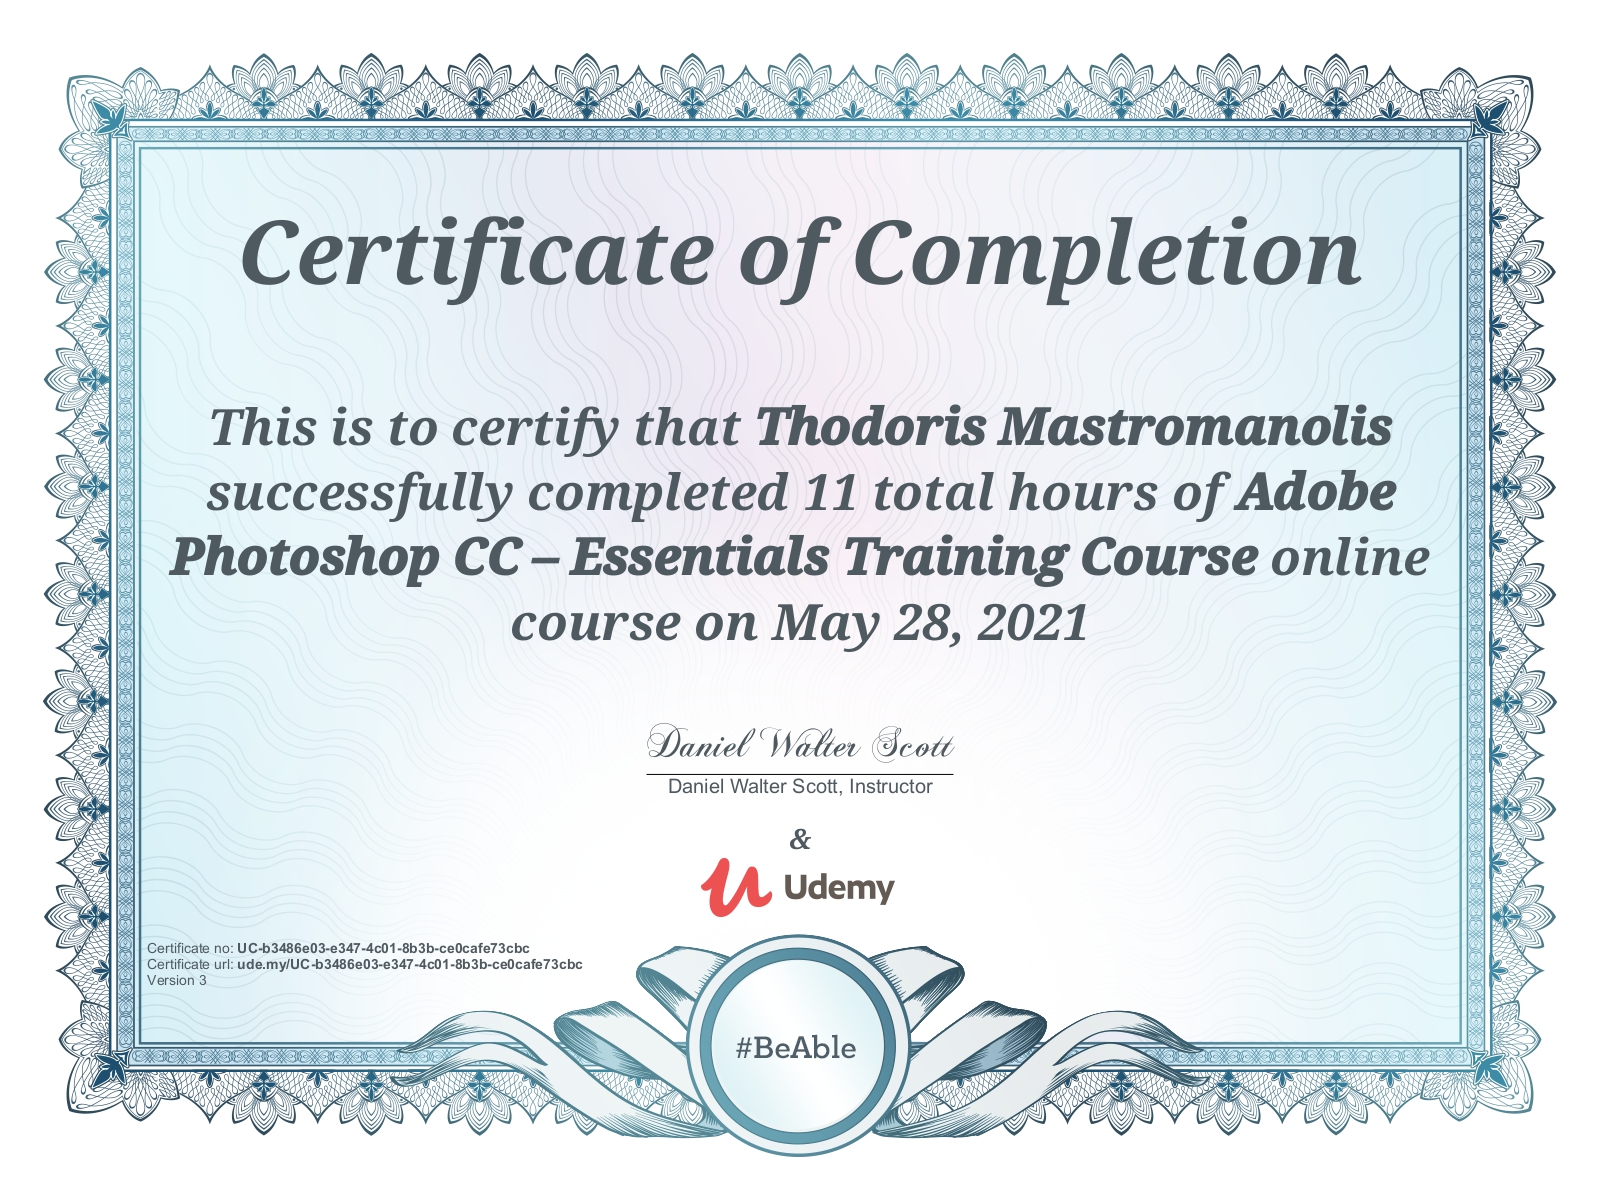 Certificate of Completion
This is to certify that Thodoris Mastromanolis
successfully completed 11 total hours of Adobe
Photoshop CC – Essentials Training Course online
course on May 28, 2021
Daniel Walter Scott
Daniel Walter Scott, Instructor
&
Udemy
Certificate no: UC-b3486e03-e347-4c01-8b3b-ce0cafe73cbc
Certificate url: ude.my/UC-b3486e03-e347-4c01-8b3b-ce0cafe73cbc
Version 3
#BeAble